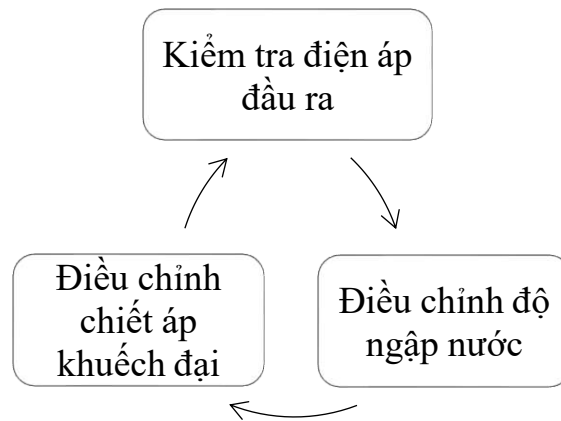 Kiểm tra điện áp
đầu ra
Điều chỉnh
chiết áp
khuếch đại
Điều chỉnh độ
ngập nước